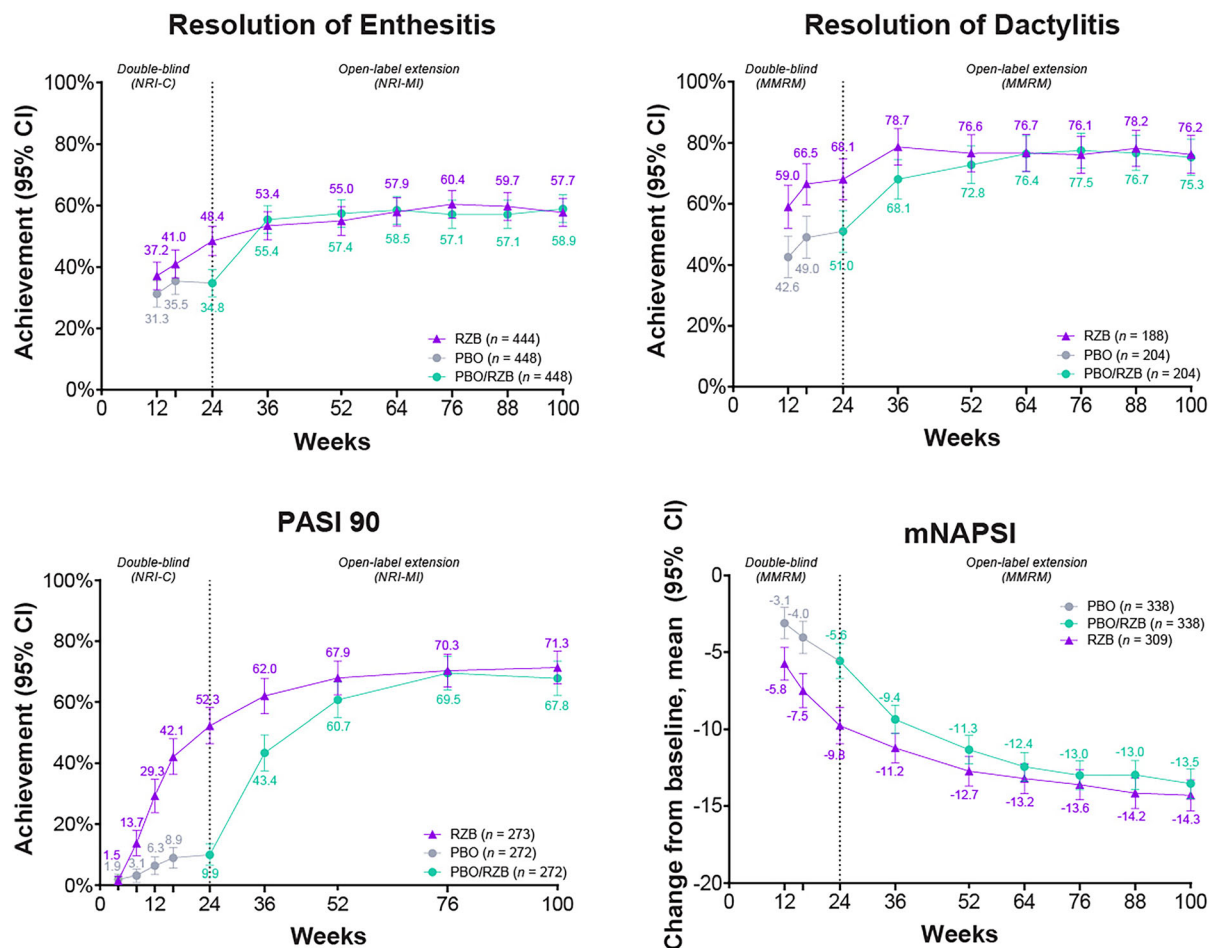 Resolution of Enthesitis
Double-blind
(NRI-C)
Open-label extension
(NRI-MI)
Achievement (95% CI)
100%
80%
60%
40%
20%
0%
37.2
41.0
48.4
53.4
55.0
57.9
60.4
59.7
57.7
31.3
35.5
34.8
55.4
57.4
58.5
57.1
57.1
58.9
RZB (n = 444)
PBO (n = 448)
PBO/RZB (n = 448)
0 12 24 36 52 64 76 88 100
Weeks
Resolution of Dactylitis
Double-blind
(MMRM)
Open-label extension
(MMRM)
Achievement (95% CI)
100%
80%
60%
40%
20%
0%
59.0
66.5
68.1
78.7
76.6
76.7
76.1
78.2
76.2
42.6
49.0
51.0
68.1
72.8
76.4
77.5
76.7
75.3
RZB (n = 188)
PBO (n = 204)
PBO/RZB (n = 204)
0 12 24 36 52 64 76 88 100
Weeks
PASI 90
Double-blind
(NRI-C)
Open-label extension
(NRI-MI)
Achievement (95% CI)
100%
80%
60%
40%
20%
0%
1.5
13.7
29.3
42.1
52.3
62.0
67.9
70.3
71.3
1.9
3.1
6.3
8.9
9.9
43.4
60.7
69.5
67.8
RZB (n = 273)
PBO (n = 272)
PBO/RZB (n = 272)
0 12 24 36 52 76 100
Weeks
mNAPSI
Double-blind
(MMRM)
Open-label extension
(MMRM)
Change from baseline, mean (95% CI)
0
-5
-10
-15
-20
-3.1
-4.0
-5.6
-9.4
-11.3
-12.4
-13.0
-13.0
-13.5
-5.8
-7.5
-9.8
-11.2
-12.7
-13.2
-13.6
-14.2
-14.3
PBO (n = 338)
PBO/RZB (n = 338)
RZB (n = 309)
0 12 24 36 52 64 76 88 100
Weeks